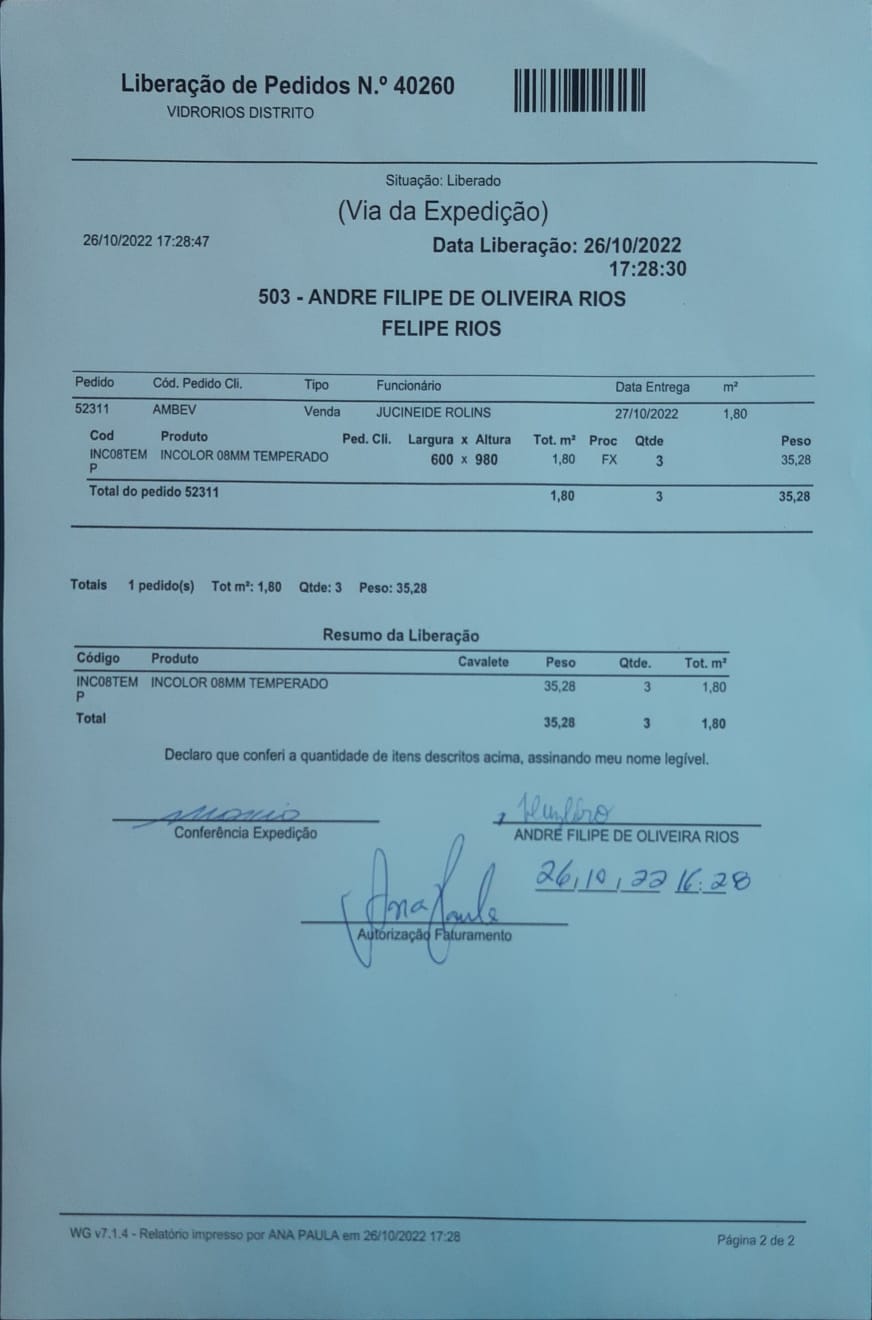 Liberação de Pedidos N.º 40260
VIDRORIOS DISTRITO
Situação: Liberado
(Via da Expedição)
26/10/2022 17:28:47
Data Liberação: 26/10/2022
17:28:30
503 - ANDRE FILIPE DE OLIVEIRA RIOS
FELIPE RIOS
Pedido Cód. Pedido Cli. Tipo Funcionário Data Entrega m²
52311 AMBEV Venda JUCINEIDE ROLINS 27/10/2022 1,80
Cod Produto Ped. Cli. Largura x Altura Tot. m² Proc Qtde Peso
INC08TEM INCOLOR 08MM TEMPERADO 600 x 980 1,80 FX 3 35,28
P
Total do pedido 52311 1,80 3 35,28
Totais 1 pedido(s) Tot m²: 1,80 Qtde: 3 Peso: 35,28
Resumo da Liberação
Código Produto Cavalete Peso Qtde. Tot. m²
INC08TEM INCOLOR 08MM TEMPERADO 35,28 3 1,80
P
Total 35,28 3 1,80
Declaro que conferi a quantidade de itens descritos acima, assinando meu nome legível.
Conferência Expedição
ANDRE FILIPE DE OLIVEIRA RIOS
26,10,22 16:28
Ana Paula
Autorização Faturamento
WG v7.1.4 - Relatório impresso por ANA PAULA em 26/10/2022 17:28
Página 2 de 2